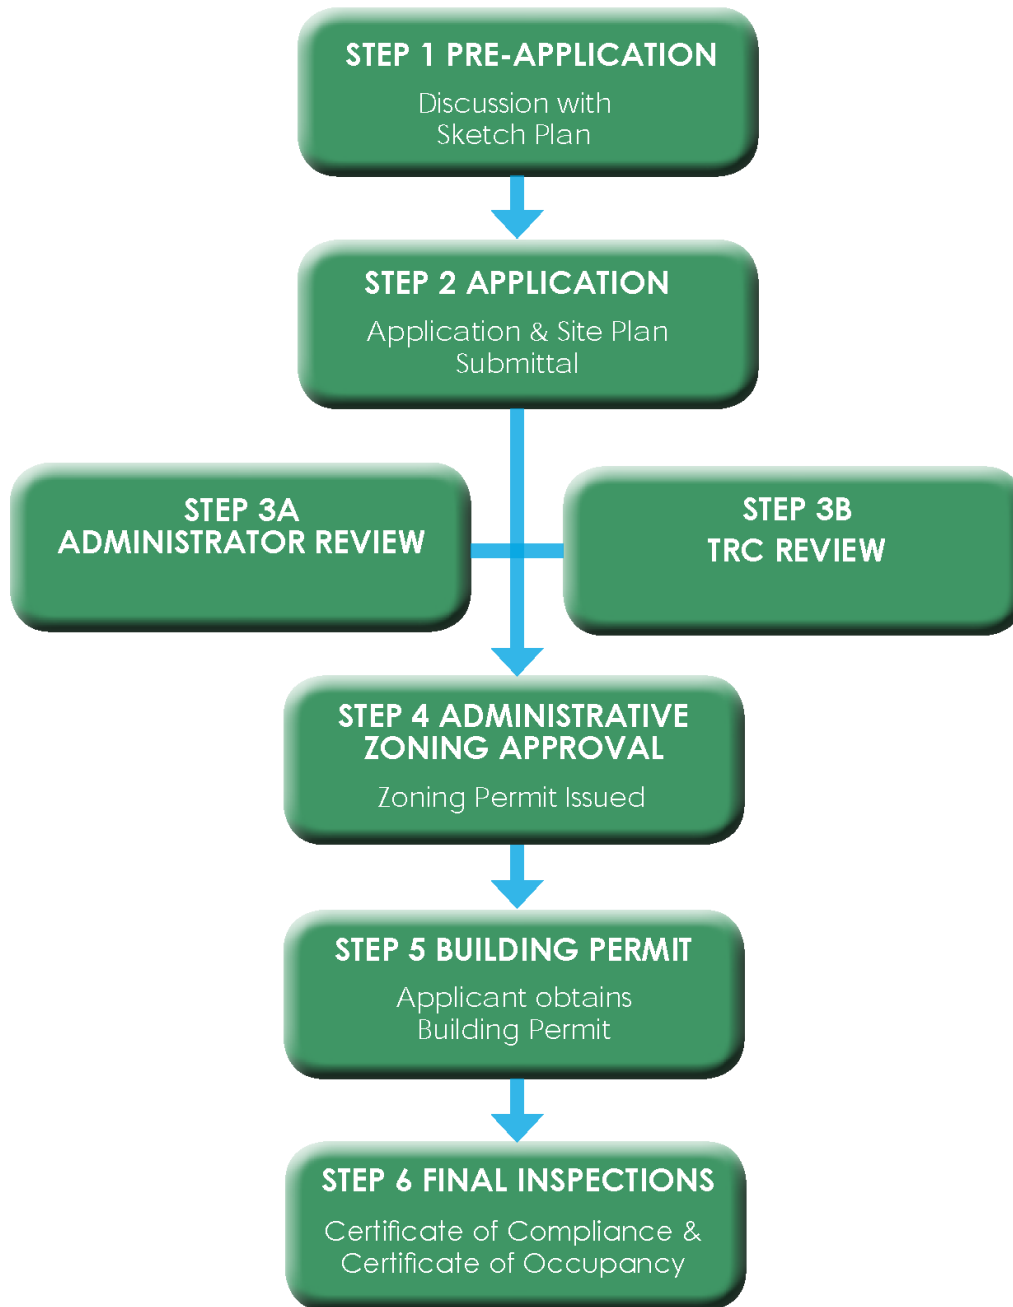 STEP 1 PRE-APPLICATION
Discussion with
Sketch Plan
STEP 2 APPLICATION
Application & Site Plan
Submittal
STEP 3A
ADMINISTRATOR REVIEW
STEP 3B
TRC REVIEW
STEP 4 ADMINISTRATIVE
ZONING APPROVAL
Zoning Permit Issued
STEP 5 BUILDING PERMIT
Applicant obtains
Building Permit
STEP 6 FINAL INSPECTIONS
Certificate of Compliance &
Certificate of Occupancy